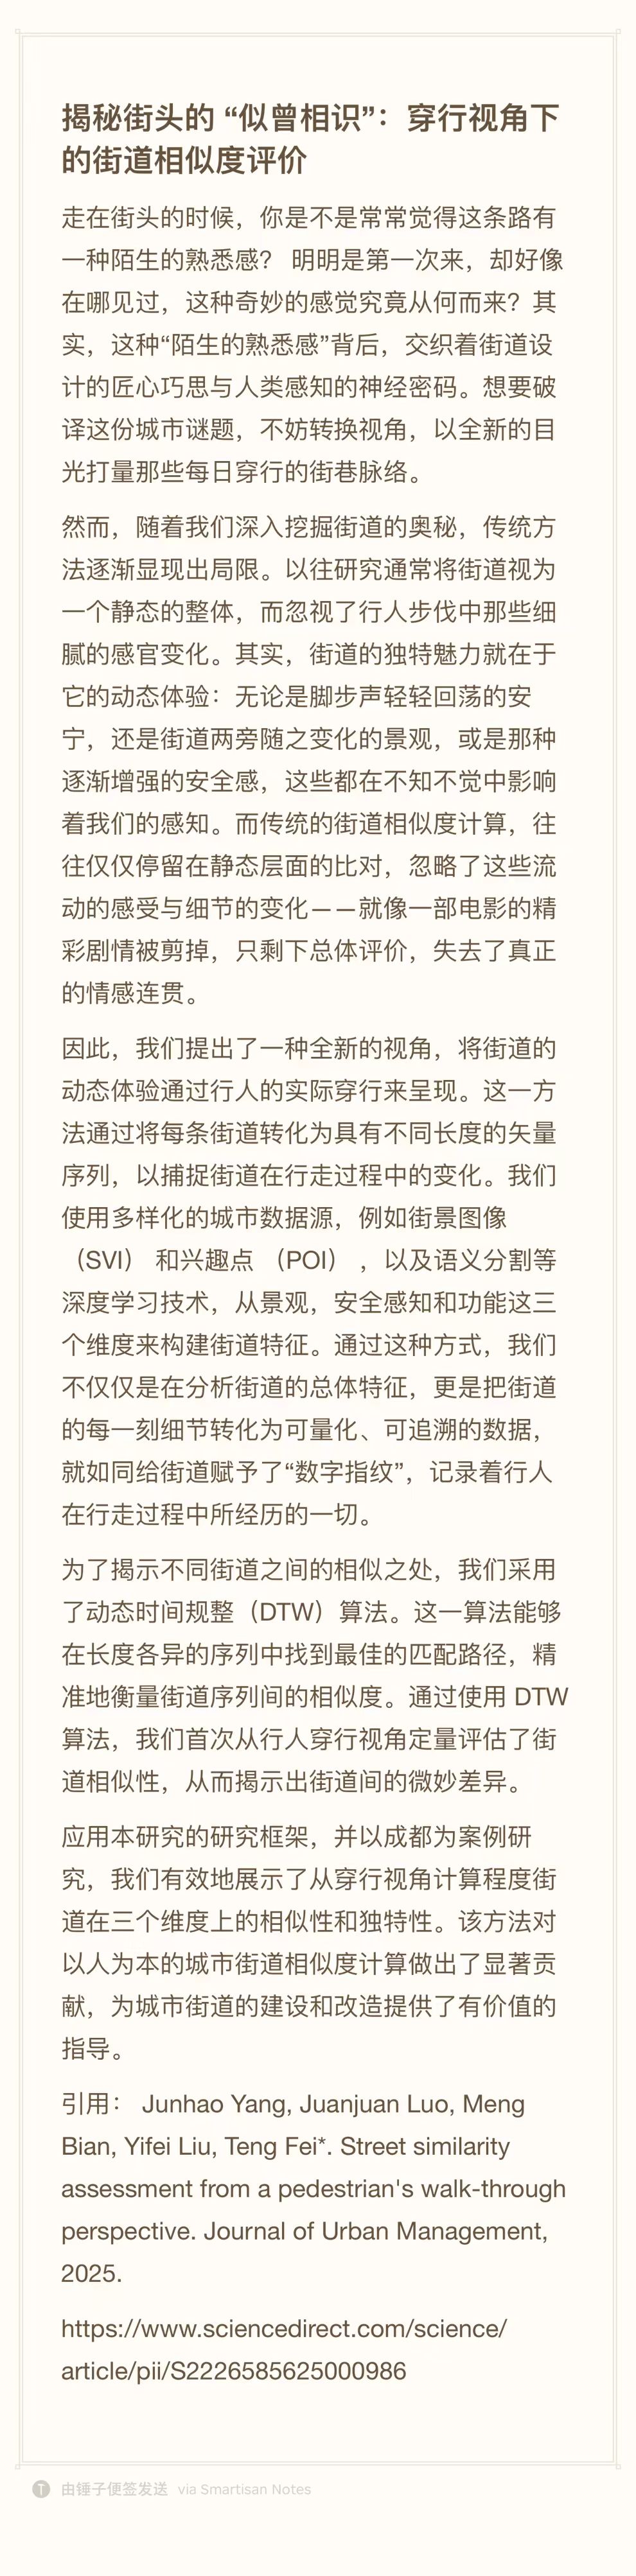 揭秘街头的 “似曾相识”：穿行视角下
的街道相似度评价
走在街头的时候，你是不是常常觉得这条路有
一种陌生的熟悉感？ 明明是第一次来，却好像
在哪见过，这种奇妙的感觉究竟从何而来？其
实，这种“陌生的熟悉感”背后，交织着街道设
计的匠心巧思与人类感知的神经密码。想要破
译这份城市谜题，不妨转换视角，以全新的目
光打量那些每日穿行的街巷脉络。
然而，随着我们深入挖掘街道的奥秘，传统方
法逐渐显现出局限。以往研究通常将街道视为
一个静态的整体，而忽视了行人步伐中那些细
腻的感官变化。其实，街道的独特魅力就在于
它的动态体验：无论是脚步声轻轻回荡的安
宁，还是街道两旁随之变化的景观，或是那种
逐渐增强的安全感，这些都在不知不觉中影响
着我们的感知。而传统的街道相似度计算，往
往仅仅停留在静态层面的比对，忽略了这些流
动的感受与细节的变化——就像一部电影的精
彩剧情被剪掉，只剩下总体评价，失去了真正
的情感连贯。
因此，我们提出了一种全新的视角，将街道的
动态体验通过行人的实际穿行来呈现。这一方
法通过将每条街道转化为具有不同长度的矢量
序列，以捕捉街道在行走过程中的变化。我们
使用多样化的城市数据源，例如街景图像
（SVI） 和兴趣点 （POI） ，以及语义分割等
深度学习技术，从景观，安全感知和功能这三
个维度来构建街道特征。通过这种方式，我们
不仅仅是在分析街道的总体特征，更是把街道
的每一刻细节转化为可量化、可追溯的数据，
就如同给街道赋予了“数字指纹”，记录着行人
在行走过程中所经历的一切。
为了揭示不同街道之间的相似之处，我们采用
了动态时间规整（DTW）算法。这一算法能够
在长度各异的序列中找到最佳的匹配路径，精
准地衡量街道序列间的相似度。通过使用 DTW
算法，我们首次从行人穿行视角定量评估了街
道相似性，从而揭示出街道间的微妙差异。
应用本研究的研究框架，并以成都为案例研
究，我们有效地展示了从穿行视角计算程度街
道在三个维度上的相似性和独特性。该方法对
以人为本的城市街道相似度计算做出了显著贡
献，为城市街道的建设和改造提供了有价值的
指导。
引用： Junhao Yang, Juanjuan Luo, Meng
Bian, Yifei Liu, Teng Fei*. Street similarity
assessment from a pedestrian's walk-through
perspective. Journal of Urban Management,
2025.
https://www.sciencedirect.com/science/
article/pii/S2226585625000986
T 由锤子便签发送 via Smartisan Notes